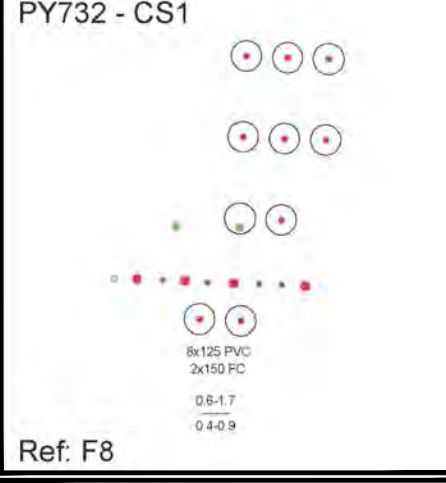 PY732 - CS1
8x125 PVC
2x150 FC
0.6-1.7
0.4-0.9
Ref: F8